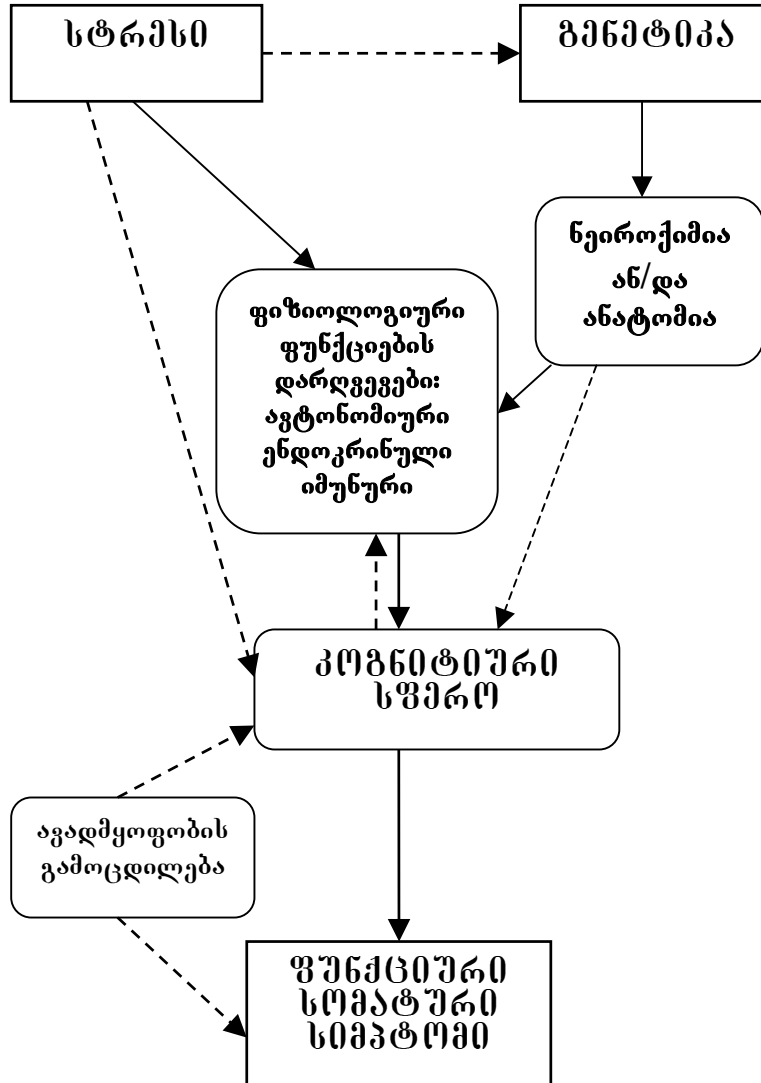 სტრესი
გენეტიკა
ნეიროქიმია
ან/და
ანატომია
ფიზიოლოგიური
ფუნქციების
დარღვევები:
ავტონომიური
ენდოკრინული
იმუნური
კოგნიტიური
სფერო
ავადმყოფობის
გამოცდილება
ფუნქციური
სომატური
სიმპტომი